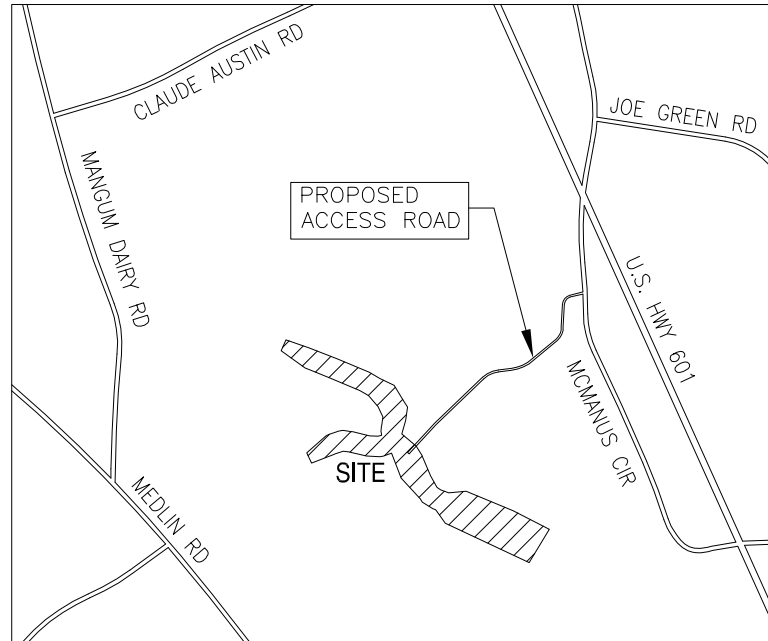 CLAUDE AUSTIN RD
JOE GREEN RD
MANGUM DAIRY RD
PROPOSED
ACCESS ROAD
U.S. HWY 601
MCMANUS CIR
SITE
MEDLIN RD